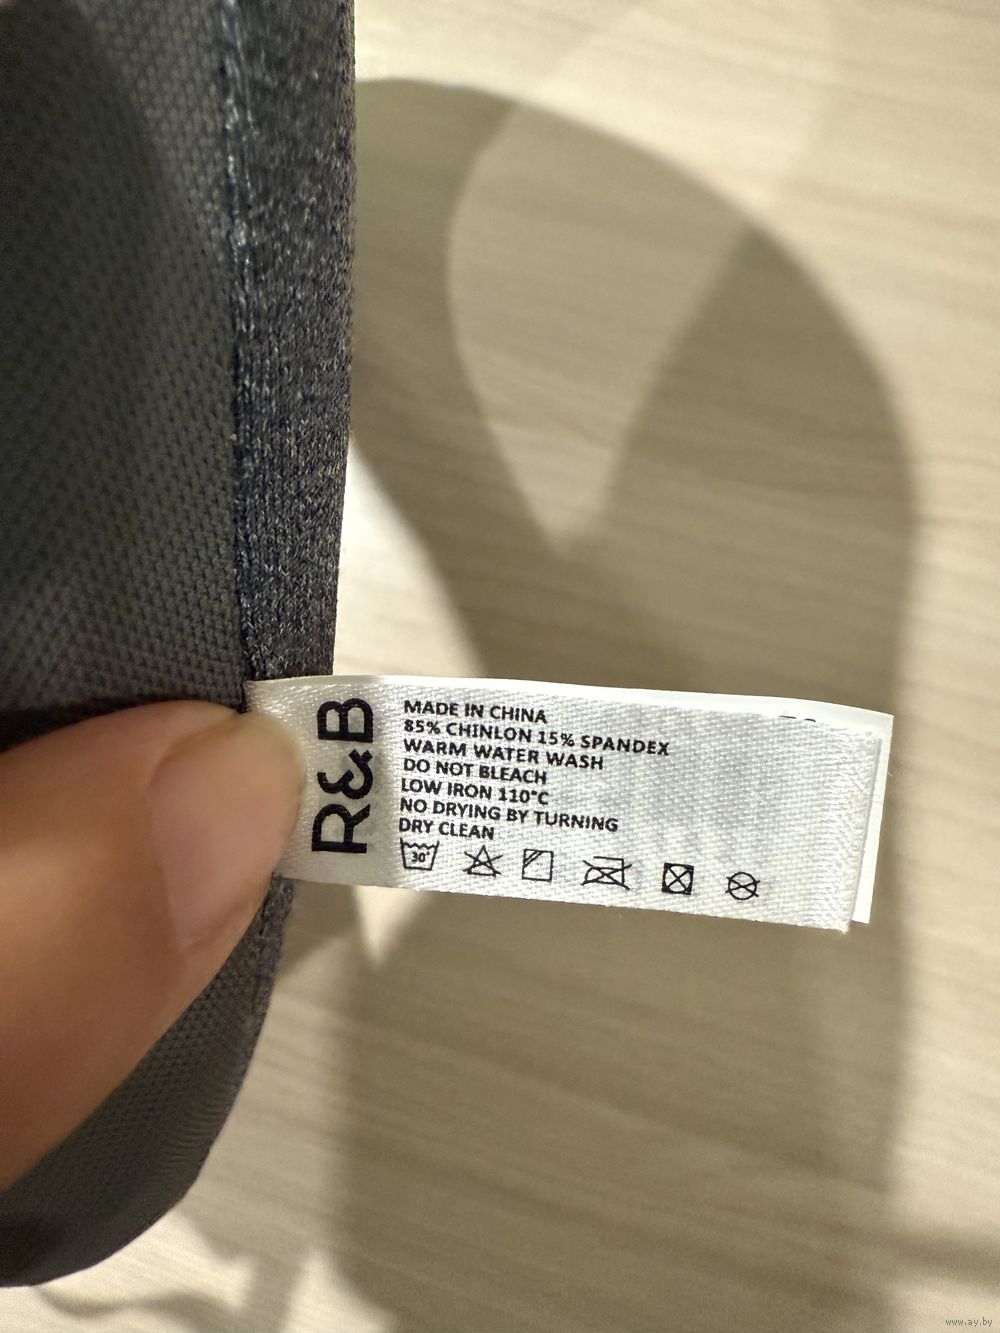 R&B
MADE IN CHINA
85% CHINLON 15% SPANDEX
WARM WATER WASH
DO NOT BLEACH
LOW IRON 110°C
NO DRYING BY TURNING
DRY CLEAN
30°
www.ay.by